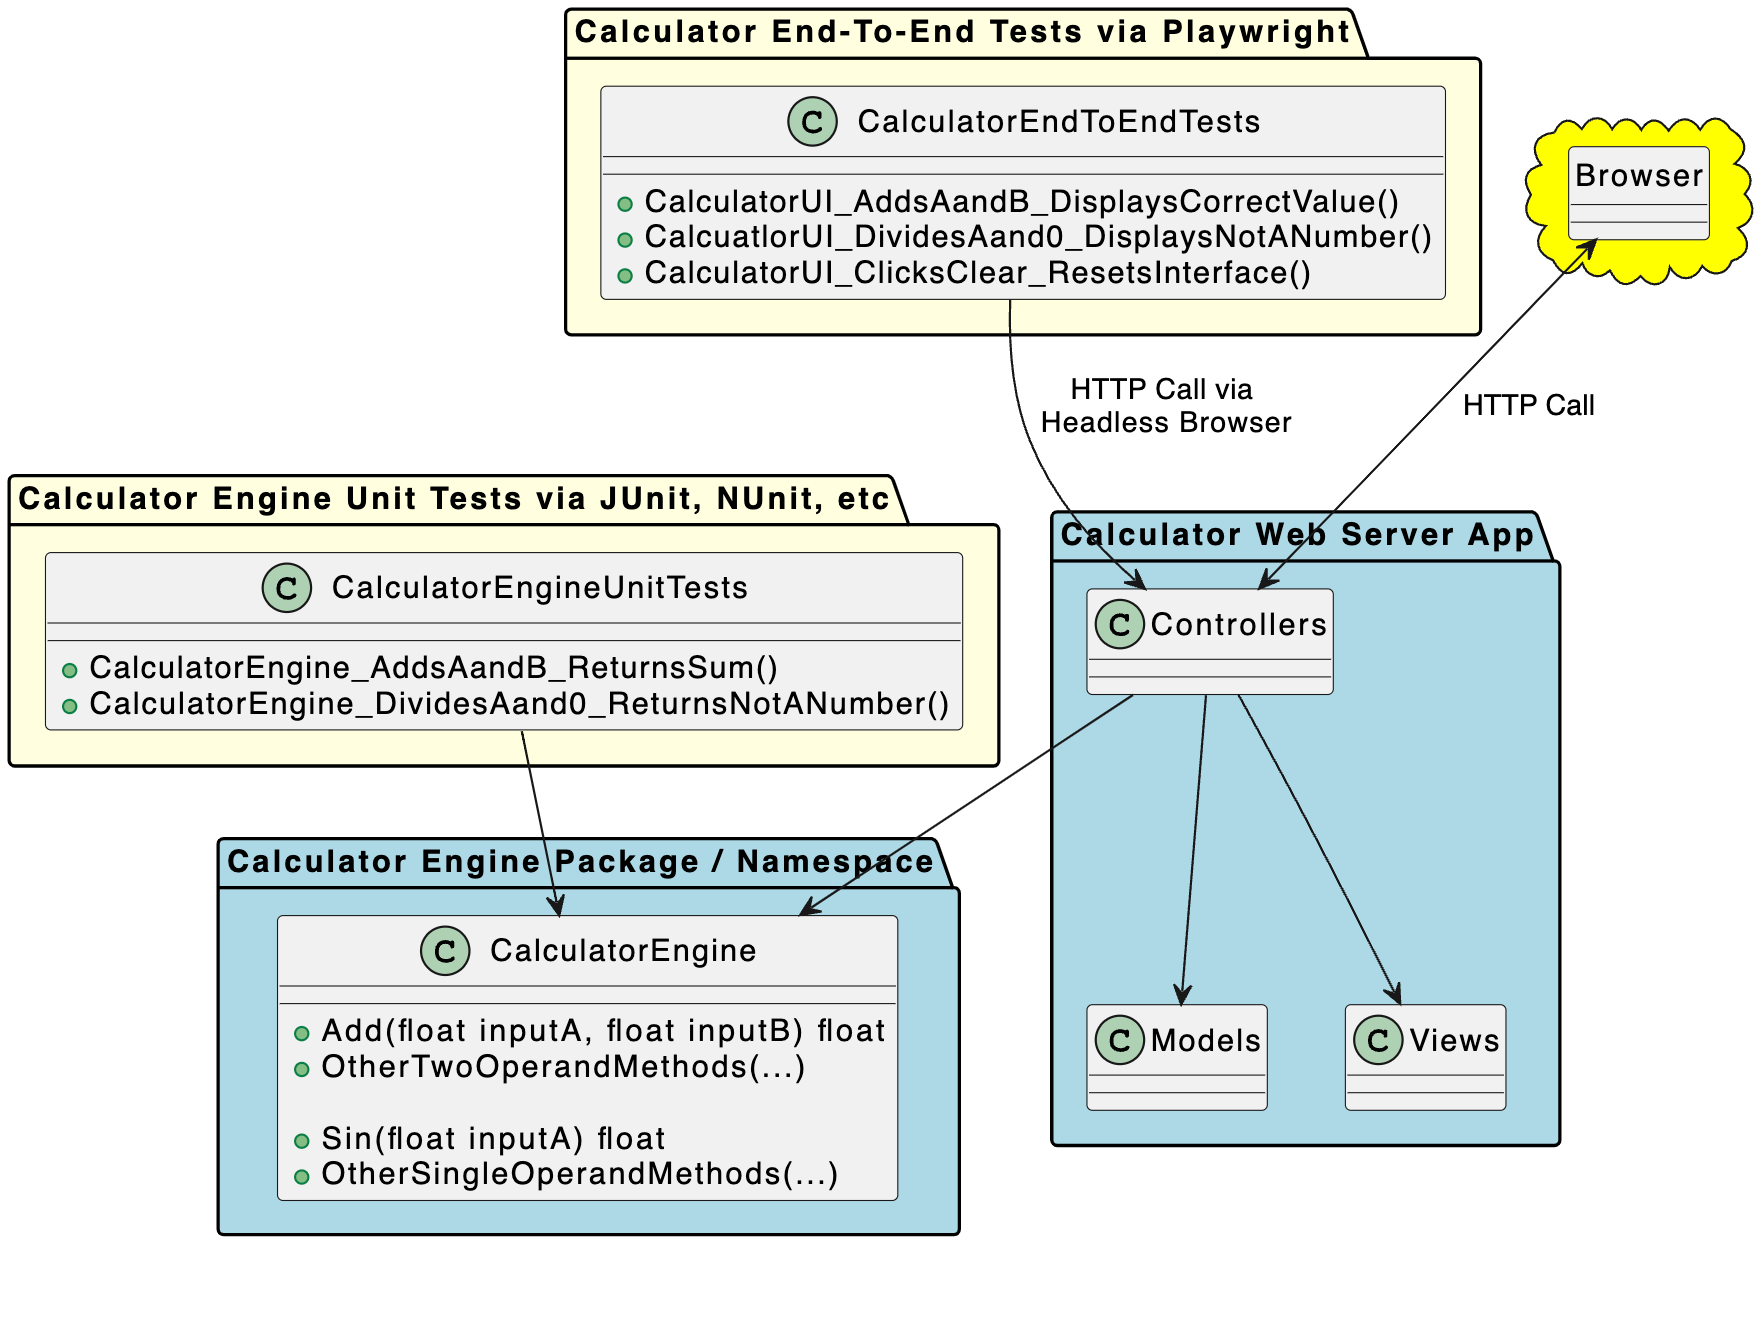 Calculator End-To-End Tests via Playwright
C CalculatorEndToEndTests
CalculatorUI_AddsAandB_DisplaysCorrectValue()
CalcuatlorUI_DividesAand0_DisplaysNotANumber()
CalculatorUI_ClicksClear_ResetsInterface()
Browser
HTTP Call via
Headless Browser
HTTP Call
Calculator Engine Unit Tests via JUnit, NUnit, etc
C CalculatorEngineUnitTests
CalculatorEngine_AddsAandB_ReturnsSum()
CalculatorEngine_DividesAand0_ReturnsNotANumber()
Calculator Web Server App
C Controllers
Calculator Engine Package / Namespace
C CalculatorEngine
Add(float inputA, float inputB) float
OtherTwoOperandMethods(...)
Sin(float inputA) float
OtherSingleOperandMethods(...)
C Models
C Views